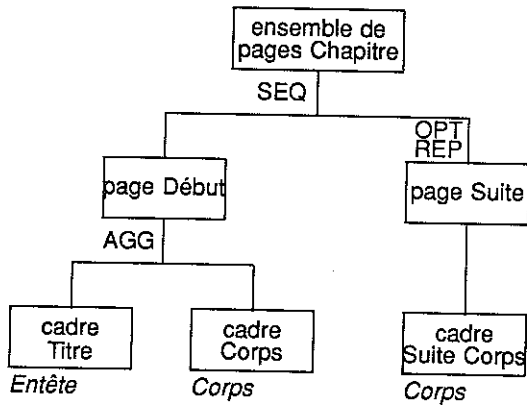 ensemble de
pages Chapitre
SEQ
OPT
REP
page Début
page Suite
AGG
cadre
Titre
cadre
Corps
cadre
Suite Corps
Entête
Corps
Corps